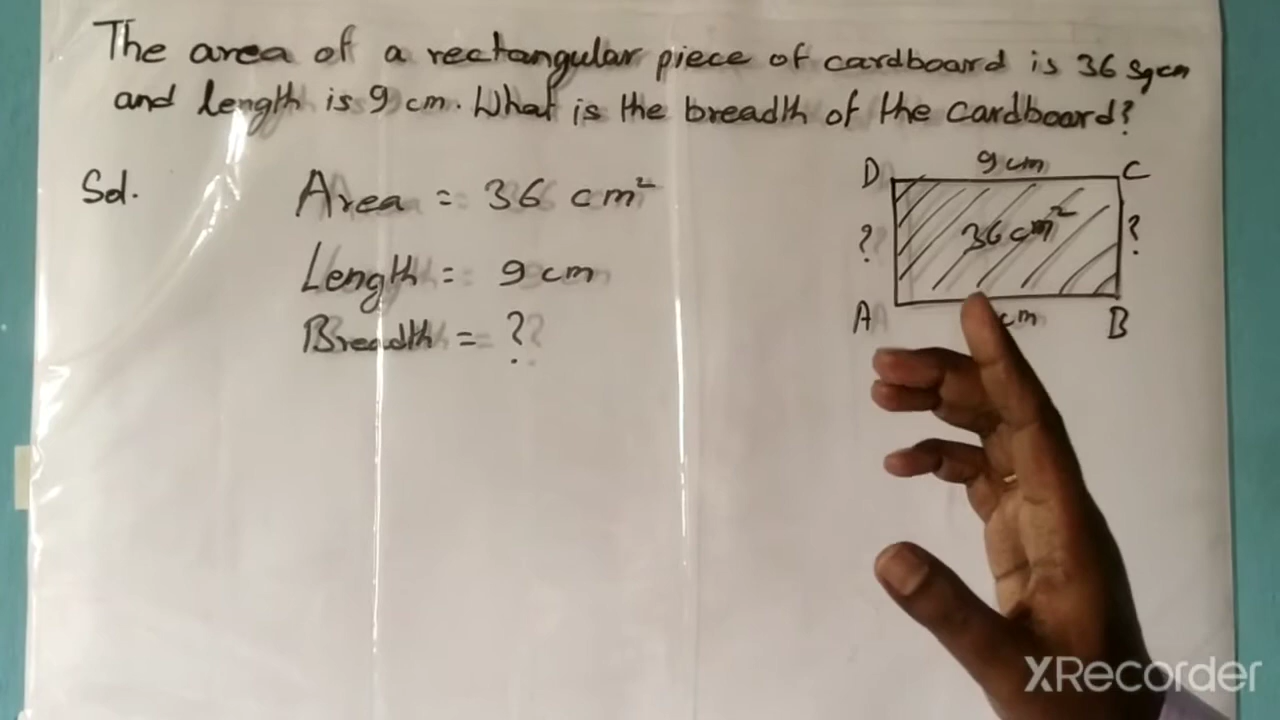 The area of a rectangular piece of cardboard is 36 sqcm
and length is 9 cm. What is the breadth of the cardboard?
Sol.
Area = 36 cm²
Length = 9 cm
Breadth = ?
9 cm
D C
? 36 cm² ?
A cm B
XRecorder